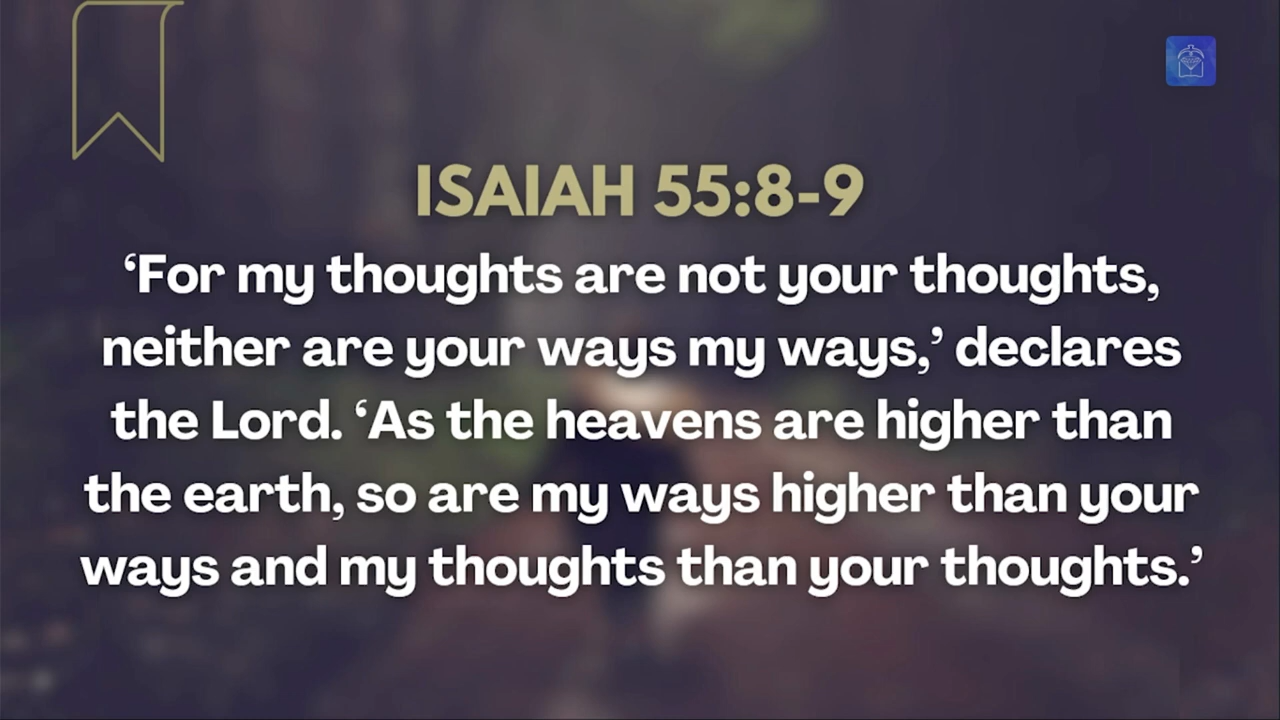 ISAIAH 55:8-9
‘For my thoughts are not your thoughts,
neither are your ways my ways,’ declares
the Lord. ‘As the heavens are higher than
the earth, so are my ways higher than your
ways and my thoughts than your thoughts.’